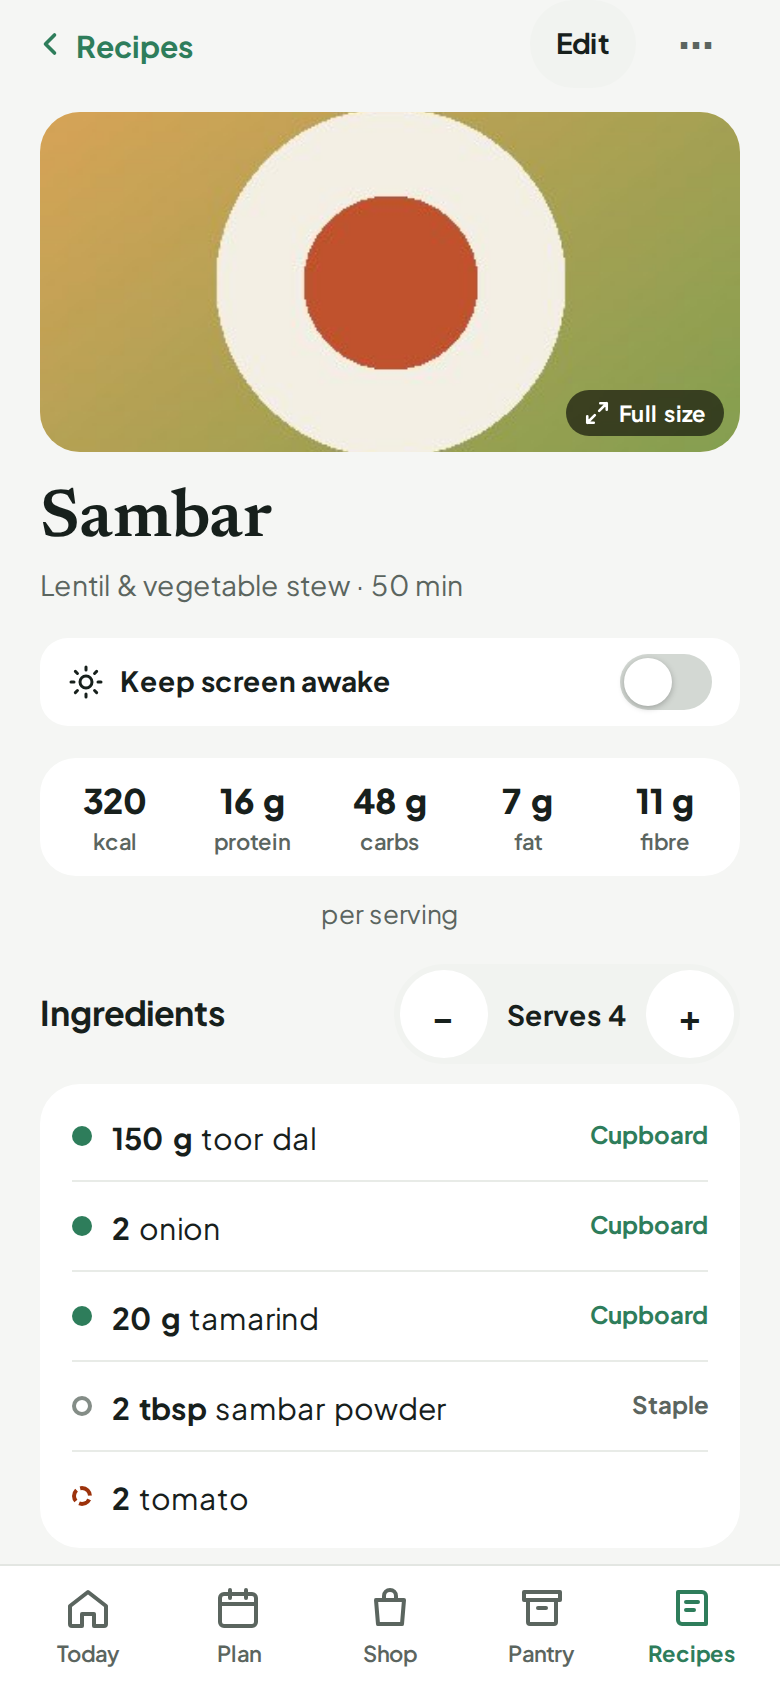 Recipes
Edit
Full size
Sambar
Lentil & vegetable stew · 50 min
Keep screen awake
320 16 g 48 g 7 g 11 g
kcal protein carbs fat fibre
per serving
Ingredients
– Serves 4 +
150 g toor dal Cupboard
2 onion Cupboard
20 g tamarind Cupboard
2 tbsp sambar powder Staple
2 tomato
Today Plan Shop Pantry Recipes